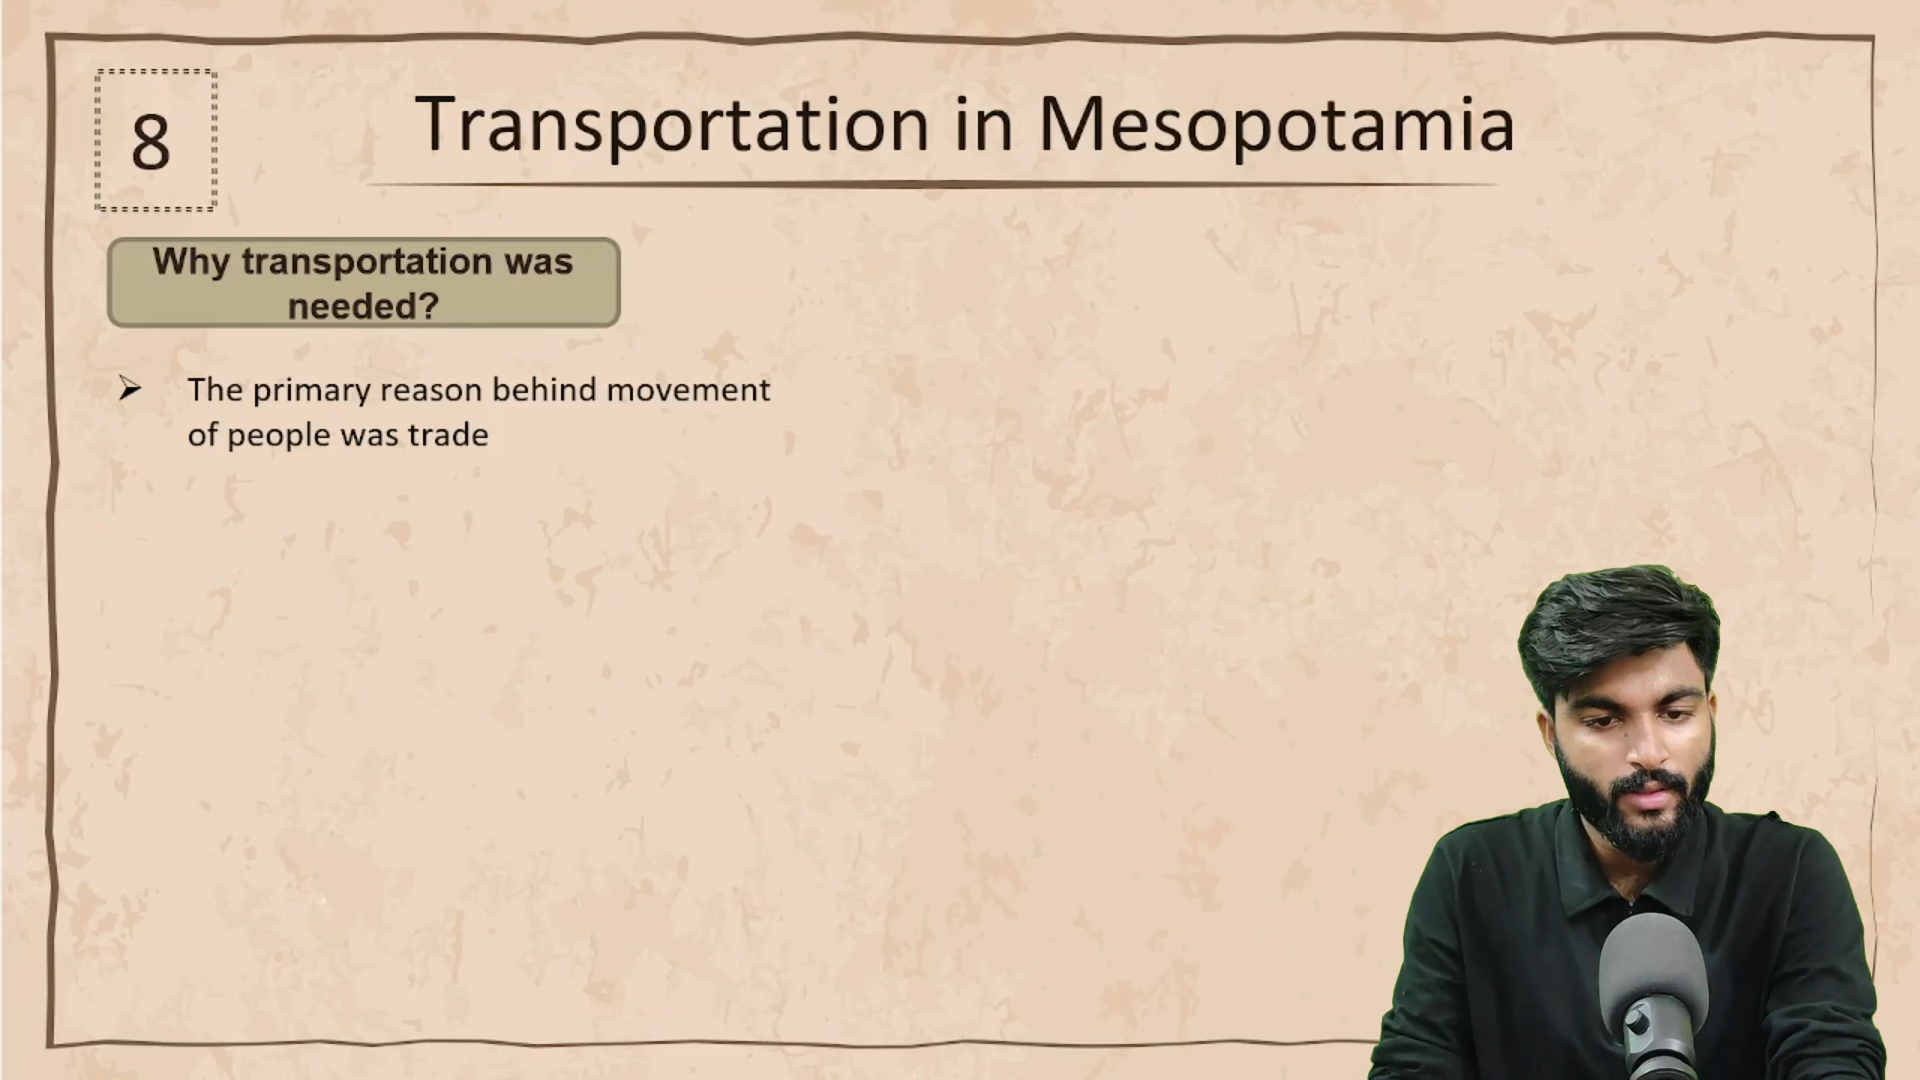 8
Transportation in Mesopotamia
Why transportation was
needed?
The primary reason behind movement
of people was trade